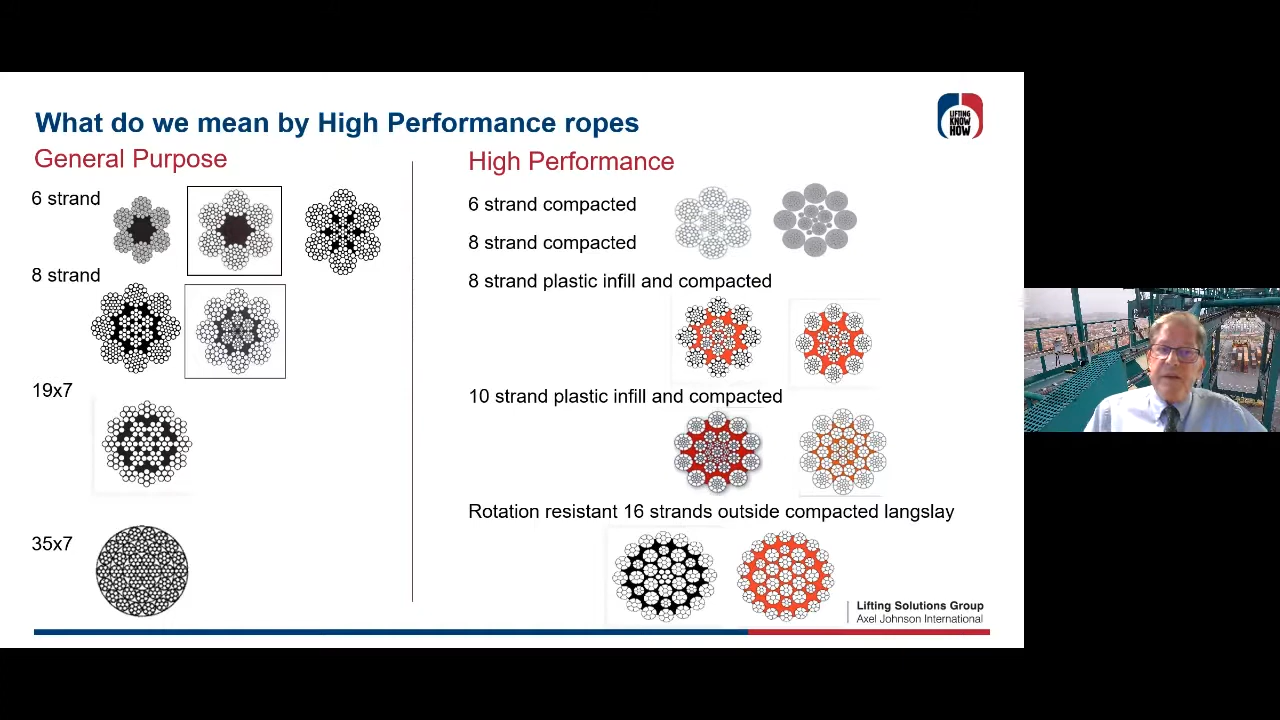 What do we mean by High Performance ropes
LIFTING
KNOW
HOW
General Purpose
6 strand
8 strand
19x7
35x7
High Performance
6 strand compacted
8 strand compacted
8 strand plastic infill and compacted
10 strand plastic infill and compacted
Rotation resistant 16 strands outside compacted langslay
Lifting Solutions Group
Axel Johnson International